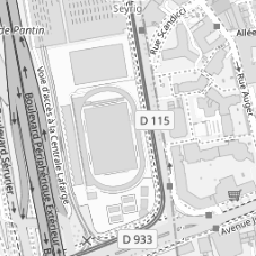 Seyno
de Pantin
Rue Scandicci
Allée
Rue Auger
Voie d'accès à la Centrale Lafarge
D 115
Boulevard Périphérique Extérieur
Boulevard Sérurier
Avenue J
D 933